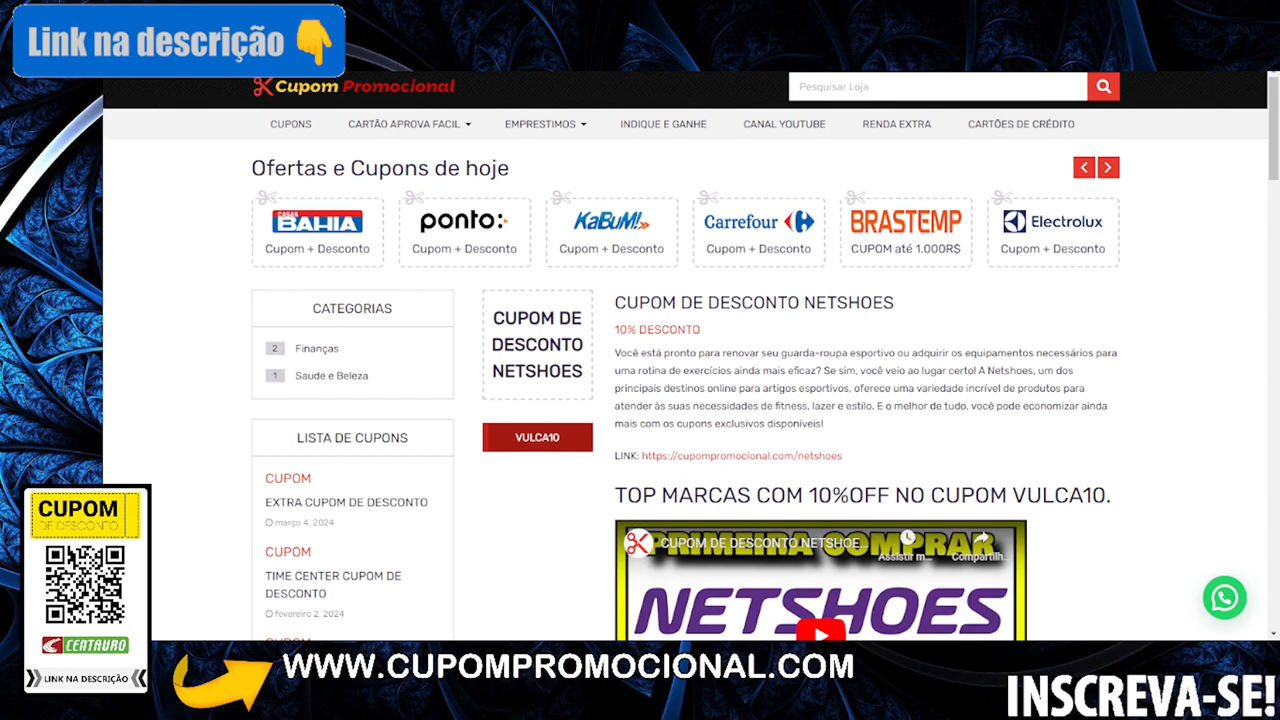 Link na descrição
Cupom Promocional
Pesquisar Loja
CUPONS
CARTÃO APROVA FACIL
EMPRESTIMOS
INDIQUE E GANHE
CANAL YOUTUBE
RENDA EXTRA
CARTÕES DE CRÉDITO
Ofertas e Cupons de hoje
CASAS BAHIA
Cupom + Desconto
ponto:
Cupom + Desconto
KaBuM!
Cupom + Desconto
Carrefour
Cupom + Desconto
BRASTEMP
CUPOM até 1.000R$
Electrolux
Cupom + Desconto
CATEGORIAS
2 Finanças
1 Saude e Beleza
LISTA DE CUPONS
CUPOM
EXTRA CUPOM DE DESCONTO
março 4, 2024
CUPOM
TIME CENTER CUPOM DE
DESCONTO
fevereiro 2, 2024
CUPOM DE
DESCONTO
NETSHOES
VULCA10
CUPOM DE DESCONTO NETSHOES
10% DESCONTO
Você está pronto para renovar seu guarda-roupa esportivo ou adquirir os equipamentos necessários para
uma rotina de exercícios ainda mais eficaz? Se sim, você veio ao lugar certo! A Netshoes, um dos
principais destinos online para artigos esportivos, oferece uma variedade incrível de produtos para
atender às suas necessidades de fitness, lazer e estilo. E o melhor de tudo, você pode economizar ainda
mais com os cupons exclusivos disponíveis!
LINK: https://cupompromocional.com/netshoes
TOP MARCAS COM 10%OFF NO CUPOM VULCA10.
PRIMEIRA COMPRA
CUPOM DE DESCONTO NETSHOE...
Assistir m...
Compartilh...
NETSHOES
CUPOM
DE DESCONTO
CENTAURO
LINK NA DESCRIÇÃO
WWW.CUPOMPROMOCIONAL.COM
INSCREVA-SE!